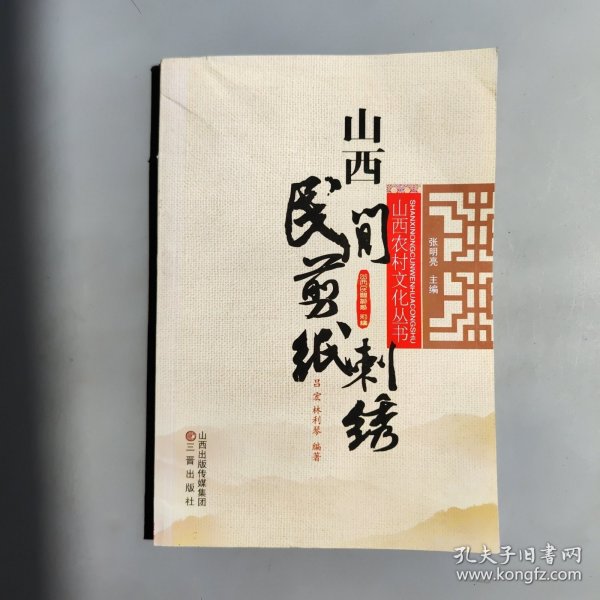 山西
民间
剪纸
刺绣
山西农村文化丛书
SHANXINONGCUNWENHUACONGSHU
张明亮 主编
吕宏 林利琴 编著
山西出版传媒集团
三晋出版社
孔夫子旧书网
www.kongfz.com